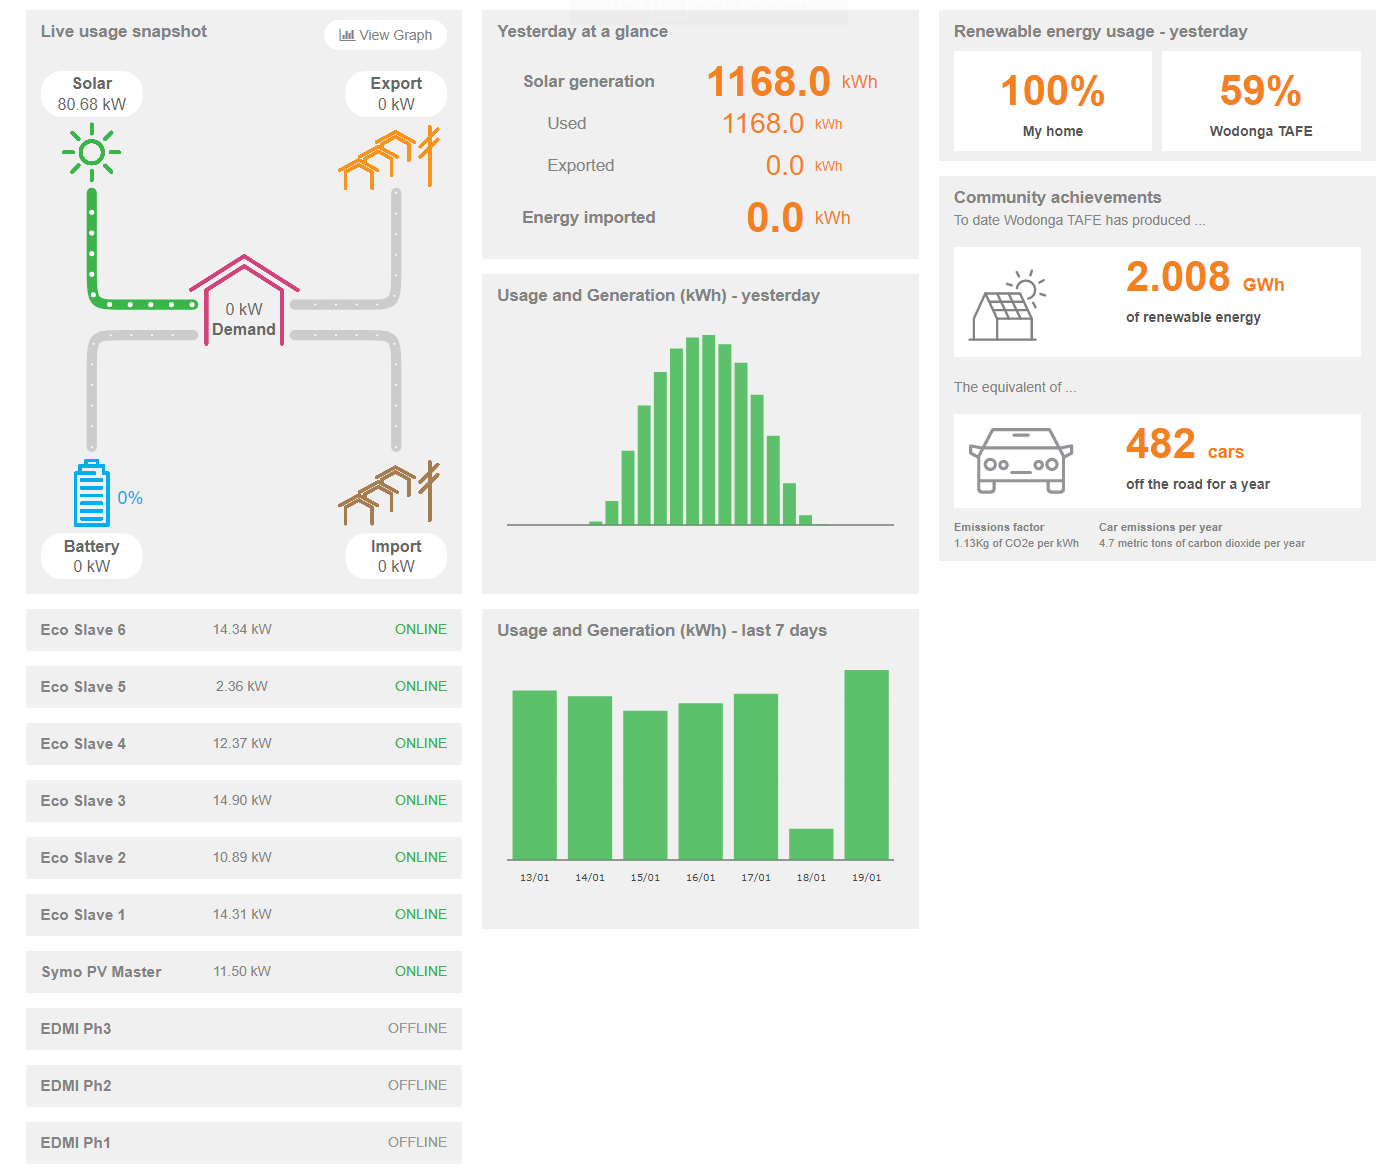 Live usage snapshot
View Graph
Solar
80.68 kW
Export
0 kW
0 kW
Demand
0%
Battery
0 kW
Import
0 kW
Eco Slave 6 14.34 kW ONLINE
Eco Slave 5 2.36 kW ONLINE
Eco Slave 4 12.37 kW ONLINE
Eco Slave 3 14.90 kW ONLINE
Eco Slave 2 10.89 kW ONLINE
Eco Slave 1 14.31 kW ONLINE
Symo PV Master 11.50 kW ONLINE
EDMI Ph3 OFFLINE
EDMI Ph2 OFFLINE
EDMI Ph1 OFFLINE
Yesterday at a glance
Solar generation 1168.0 kWh
Used 1168.0 kWh
Exported 0.0 kWh
Energy imported 0.0 kWh
Usage and Generation (kWh) - yesterday
Usage and Generation (kWh) - last 7 days
13/01 14/01 15/01 16/01 17/01 18/01 19/01
Renewable energy usage - yesterday
100%
My home
59%
Wodonga TAFE
Community achievements
To date Wodonga TAFE has produced ...
2.008 GWh
of renewable energy
The equivalent of ...
482 cars
off the road for a year
Emissions factor
1.13Kg of CO2e per kWh
Car emissions per year
4.7 metric tons of carbon dioxide per year